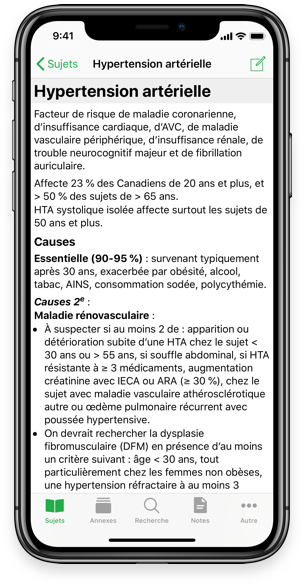 9:41
Sujets
Hypertension artérielle
Hypertension artérielle
Facteur de risque de maladie coronarienne,
d’insuffisance cardiaque, d’AVC, de maladie
vasculaire périphérique, d’insuffisance rénale, de
trouble neurocognitif majeur et de fibrillation
auriculaire.
Affecte 23 % des Canadiens de 20 ans et plus, et
> 50 % des sujets de > 65 ans.
HTA systolique isolée affecte surtout les sujets de
50 ans et plus.
Causes
Essentielle (90-95 %) : survenant typiquement
après 30 ans, exacerbée par obésité, alcool,
tabac, AINS, consommation sodée, polycythémie.
Causes 2e :
Maladie rénovasculaire :
• À suspecter si au moins 2 de : apparition ou
détérioration subite d’une HTA chez le sujet <
30 ans ou > 55 ans, si souffle abdominal, si HTA
résistante à ≥ 3 médicaments, augmentation
créatinine avec IECA ou ARA (≥ 30 %), chez le
sujet avec maladie vasculaire athérosclérotique
autre ou œdème pulmonaire récurrent avec
poussée hypertensive.
• On devrait rechercher la dysplasie
fibromusculaire (DFM) en présence d’au moins
un critère suivant : âge < 30 ans, tout
particulièrement chez les femmes non obèses,
une hypertension réfractaire à au moins 3
Sujets
Annexes
Recherche
Notes
Autre